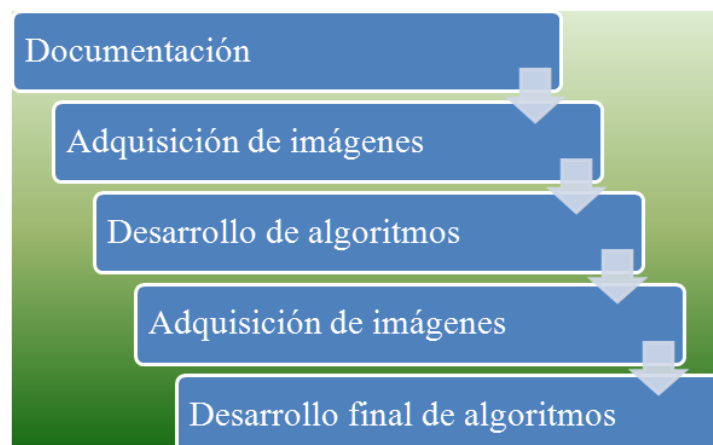 Documentación
Adquisición de imágenes
Desarrollo de algoritmos
Adquisición de imágenes
Desarrollo final de algoritmos